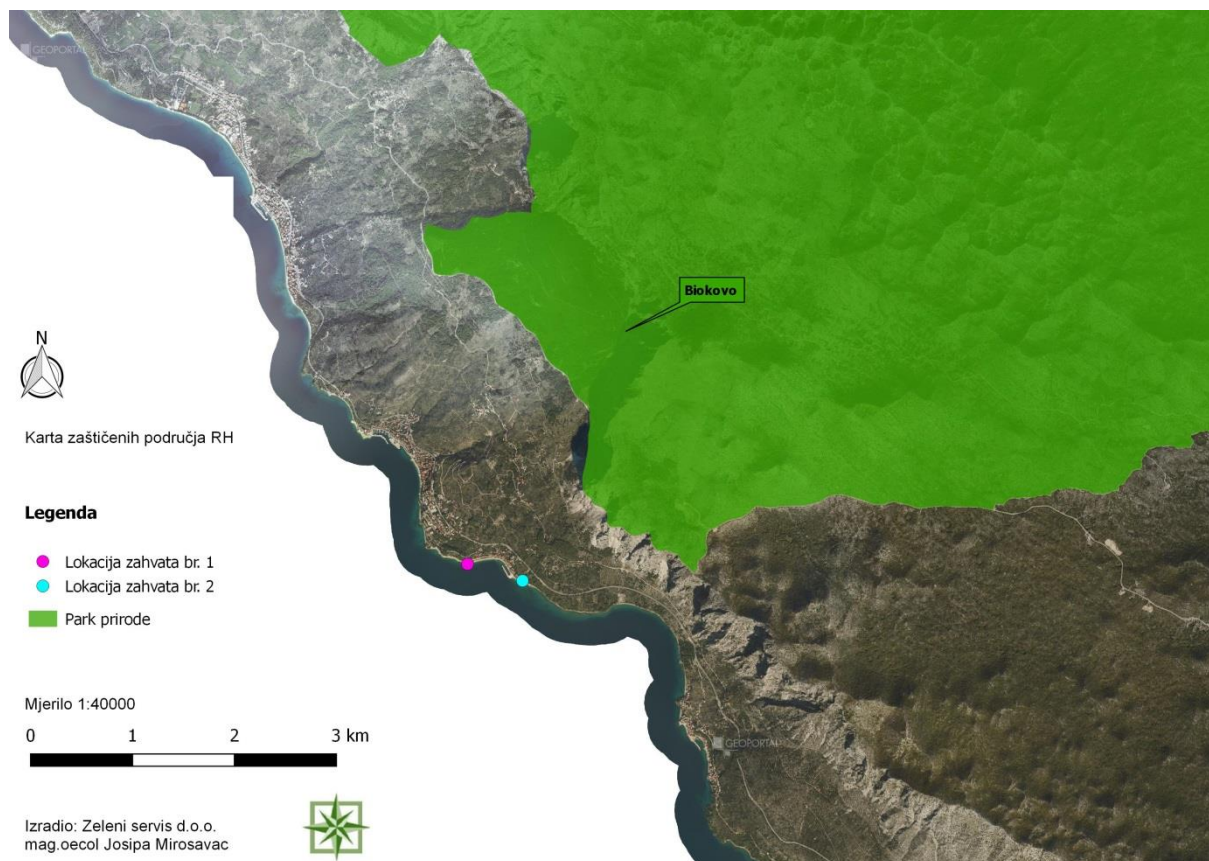 GEOPORTAL
Biokovo
N
Karta zaštičenih područja RH
Legenda
Lokacija zahvata br. 1
Lokacija zahvata br. 2
Park prirode
Mjerilo 1:40000
0 1 2 3 km
GEOPORTAL
Izradio: Zeleni servis d.o.o.
mag.oecol Josipa Mirosavac